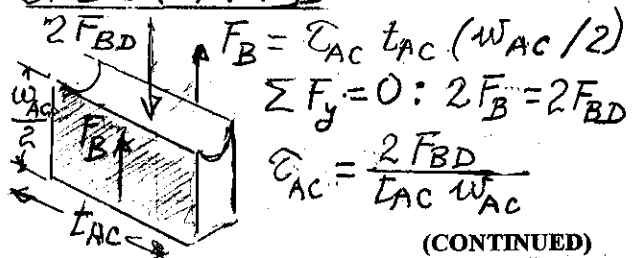 2F_BD
F_B = τ_AC t_AC (w_AC/2)
ΣF_y = 0 : 2F_B = 2F_BD
w_AC/2
F_B
τ_AC = 2F_BD / t_AC w_AC
t_AC
(CONTINUED)